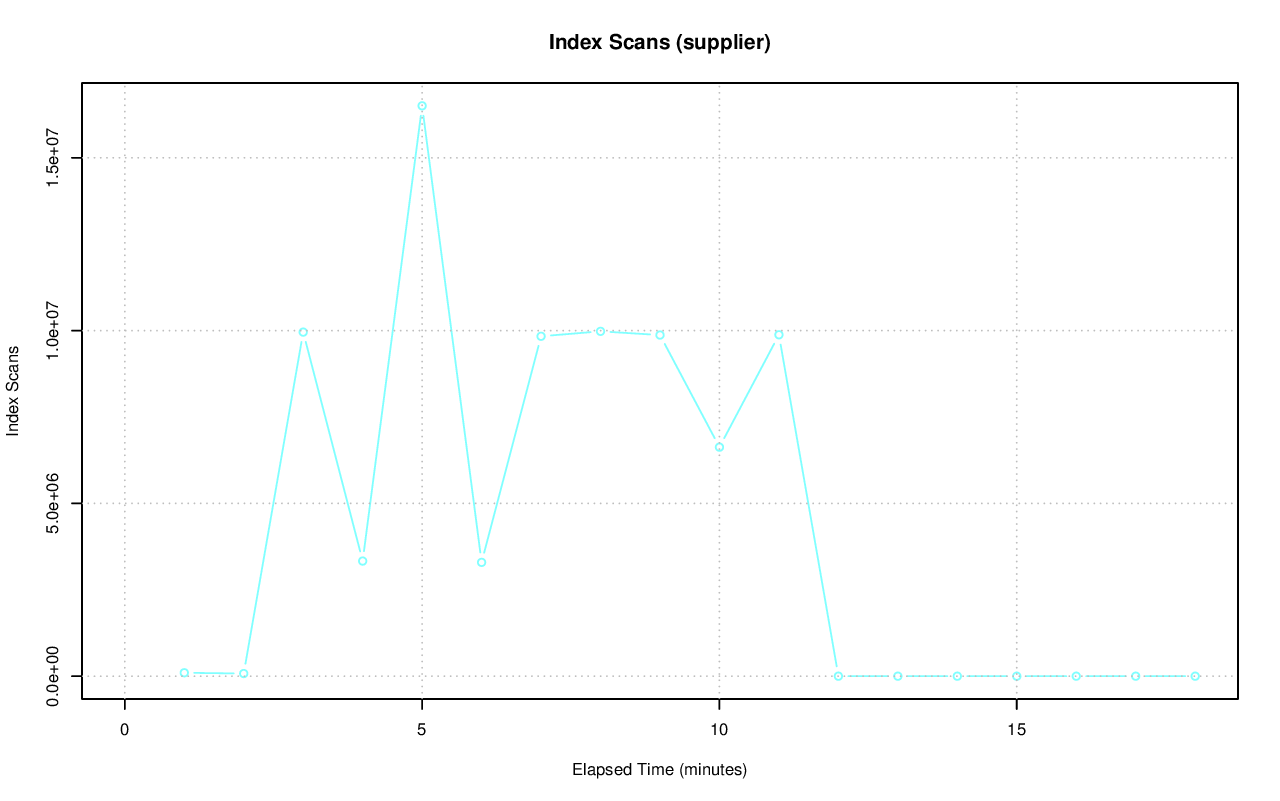 Index Scans (supplier)
Index Scans
1.5e+07
1.0e+07
5.0e+06
0.0e+00
0 5 10 15
Elapsed Time (minutes)